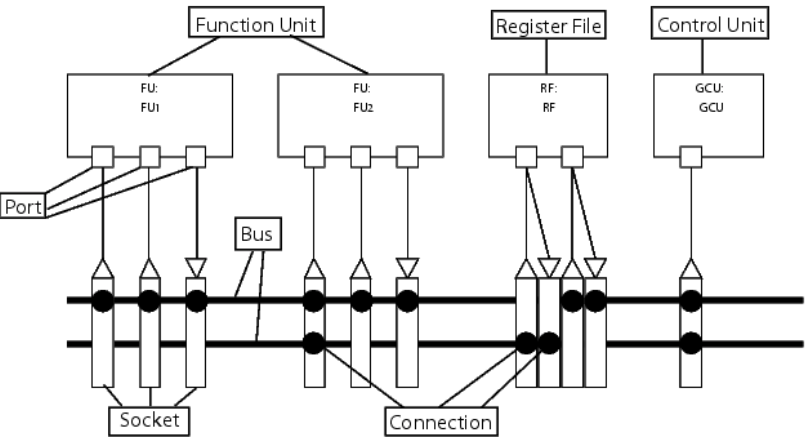 Function Unit
Register File
Control Unit
FU:
FU1
FU:
FU2
RF:
RF
GCU:
GCU
Port
Bus
Socket
Connection